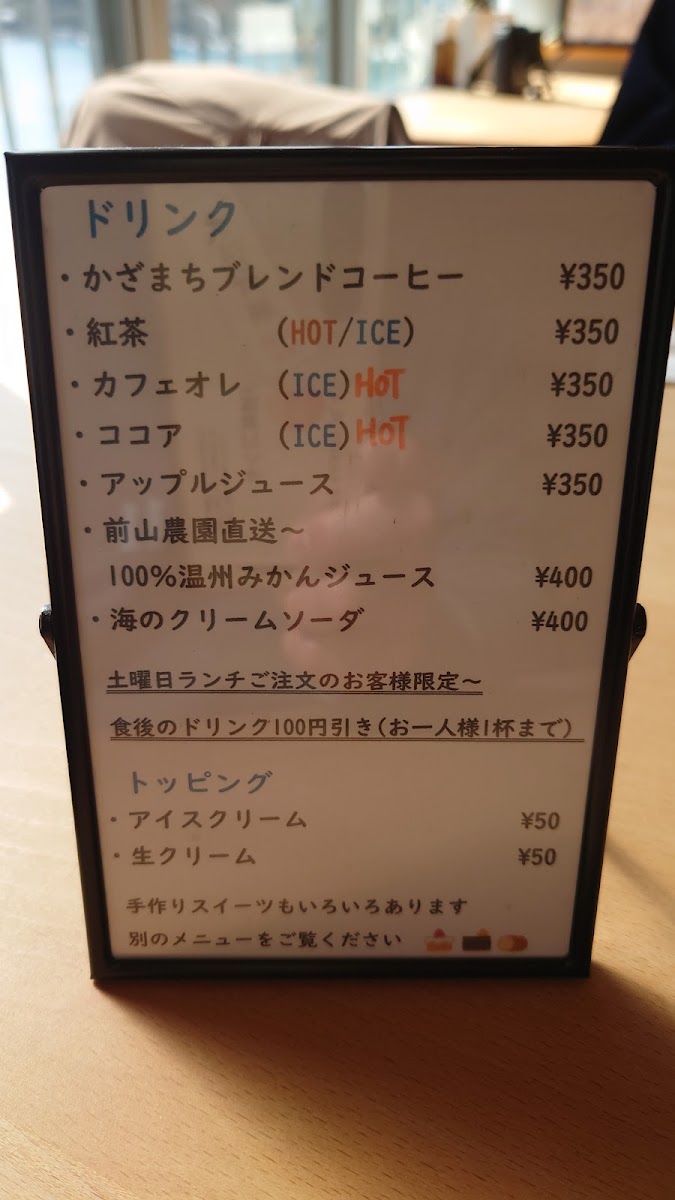 ドリンク
・かざまちブレンドコーヒー ¥350
・紅茶 (HOT/ICE) ¥350
・カフェオレ (ICE)HOT ¥350
・ココア (ICE)HOT ¥350
・アップルジュース ¥350
・前山農園直送～
100%温州みかんジュース ¥400
・海のクリームソーダ ¥400
土曜日ランチご注文のお客様限定～
食後のドリンク100円引き(お一人様1杯まで)
トッピング
・アイスクリーム ¥50
・生クリーム ¥50
手作りスイーツもいろいろあります
別のメニューをご覧ください